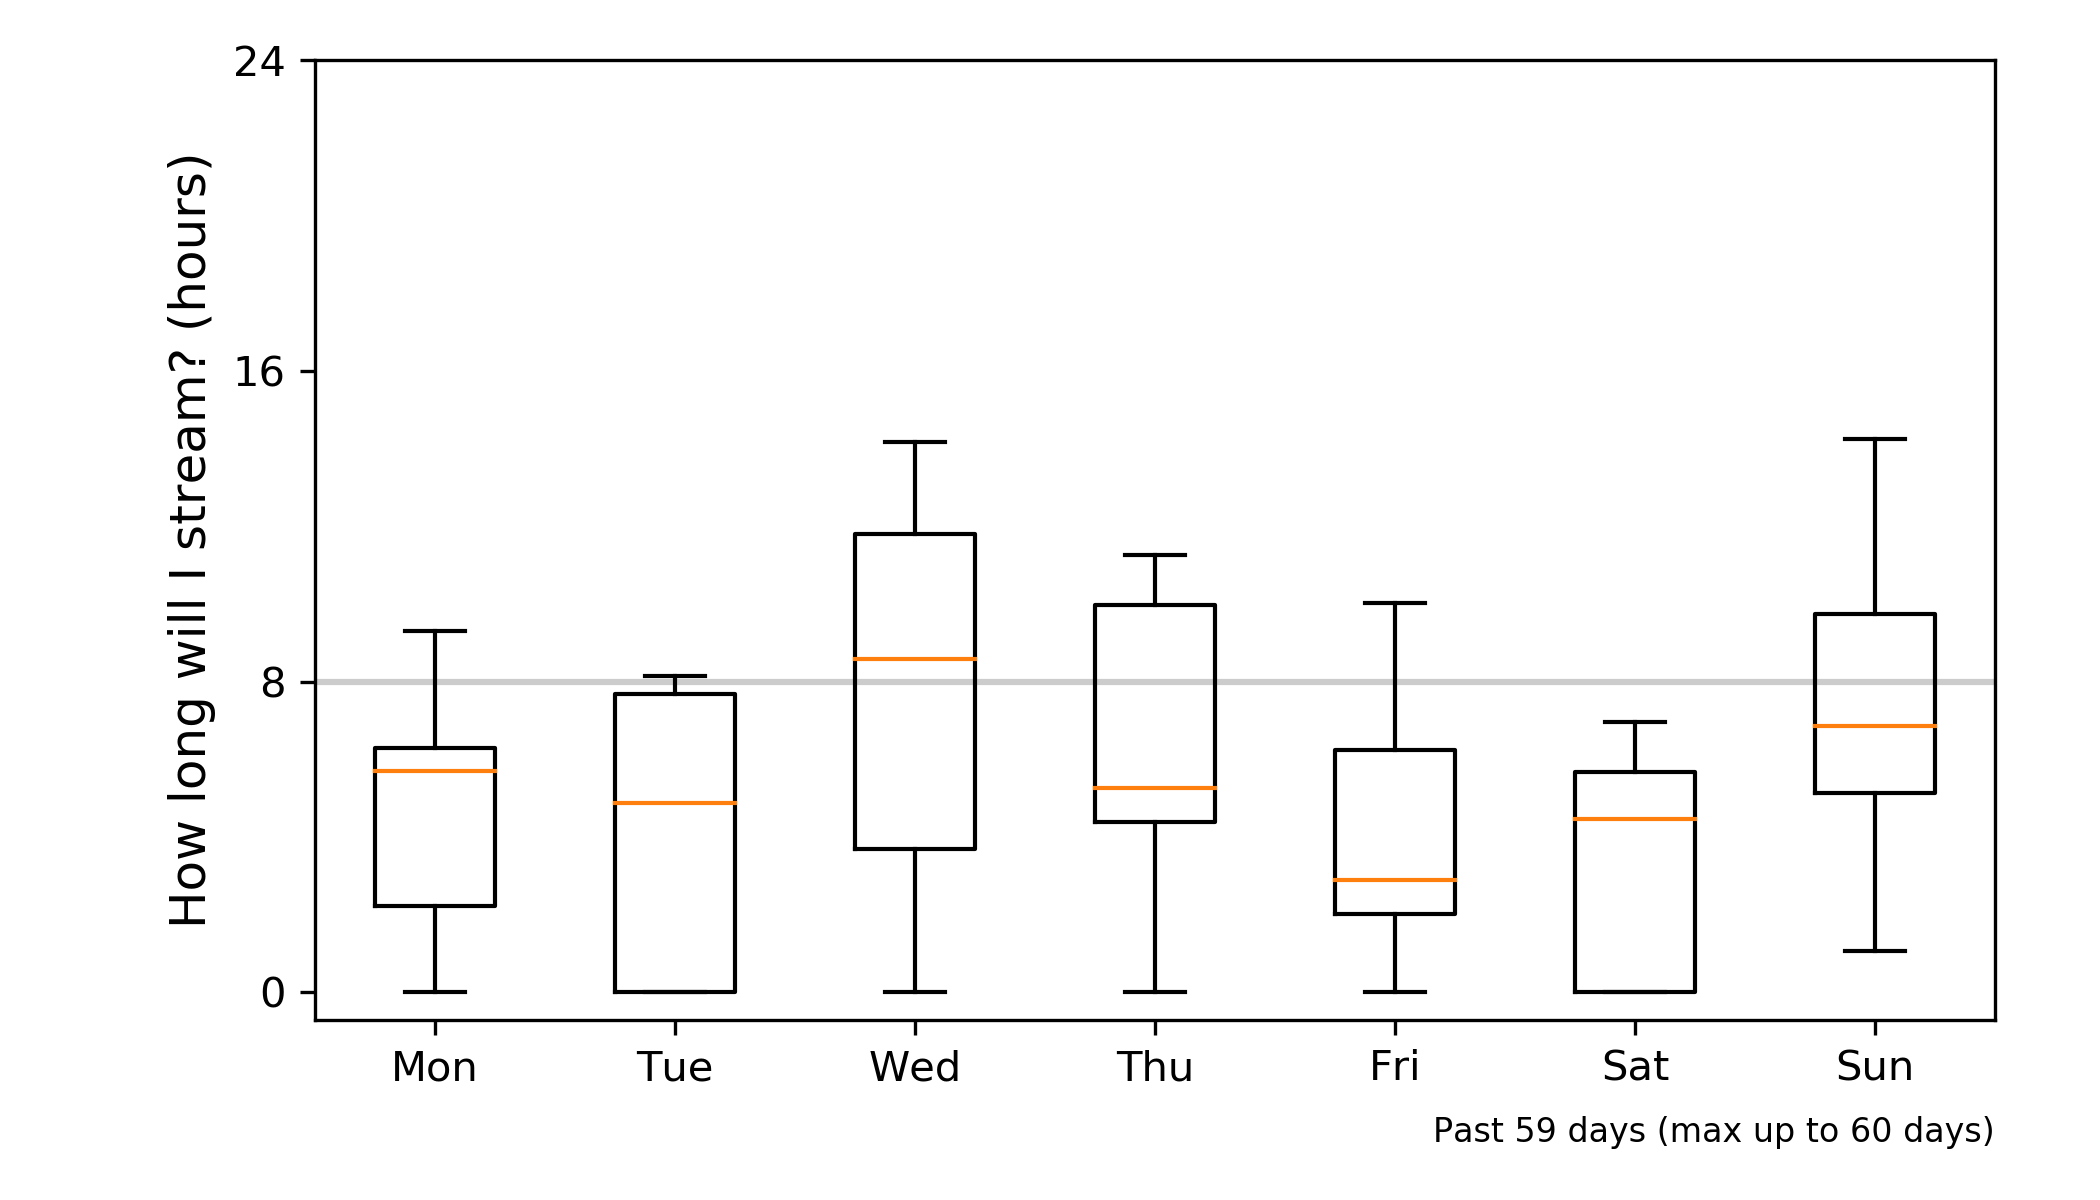 How long will I stream? (hours)
24
16
8
0
Mon Tue Wed Thu Fri Sat Sun
Past 59 days (max up to 60 days)